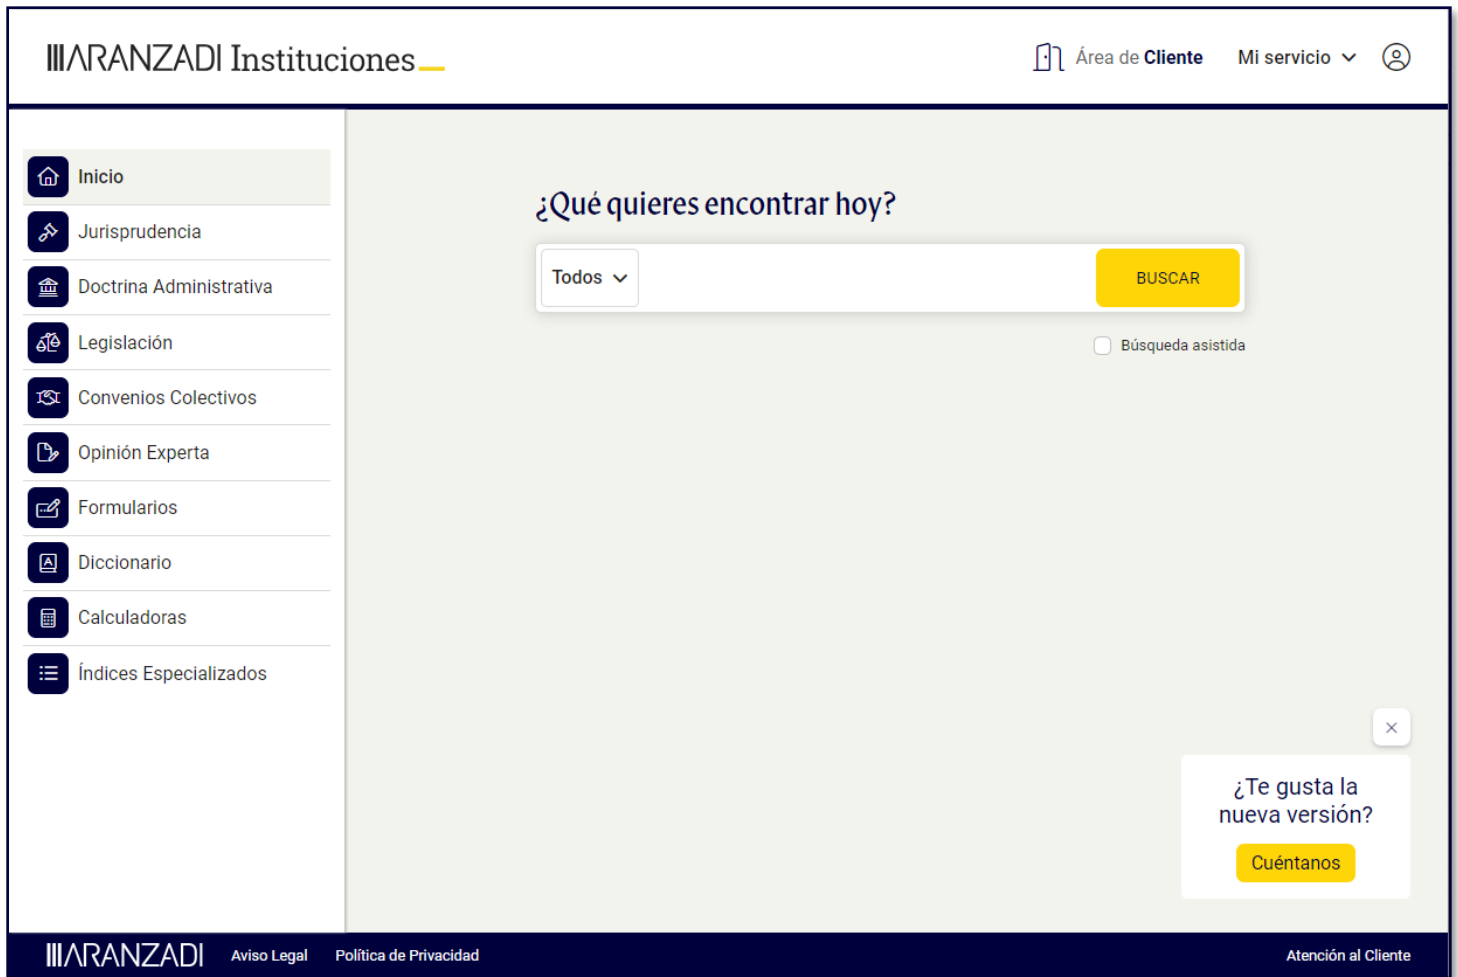 ARANZADI Instituciones
Área de Cliente
Mi servicio
Inicio
Jurisprudencia
Doctrina Administrativa
Legislación
Convenios Colectivos
Opinión Experta
Formularios
Diccionario
Calculadoras
Índices Especializados
¿Qué quieres encontrar hoy?
Todos
BUSCAR
Búsqueda asistida
¿Te gusta la
nueva versión?
Cuéntanos
ARANZADI
Aviso Legal
Política de Privacidad
Atención al Cliente